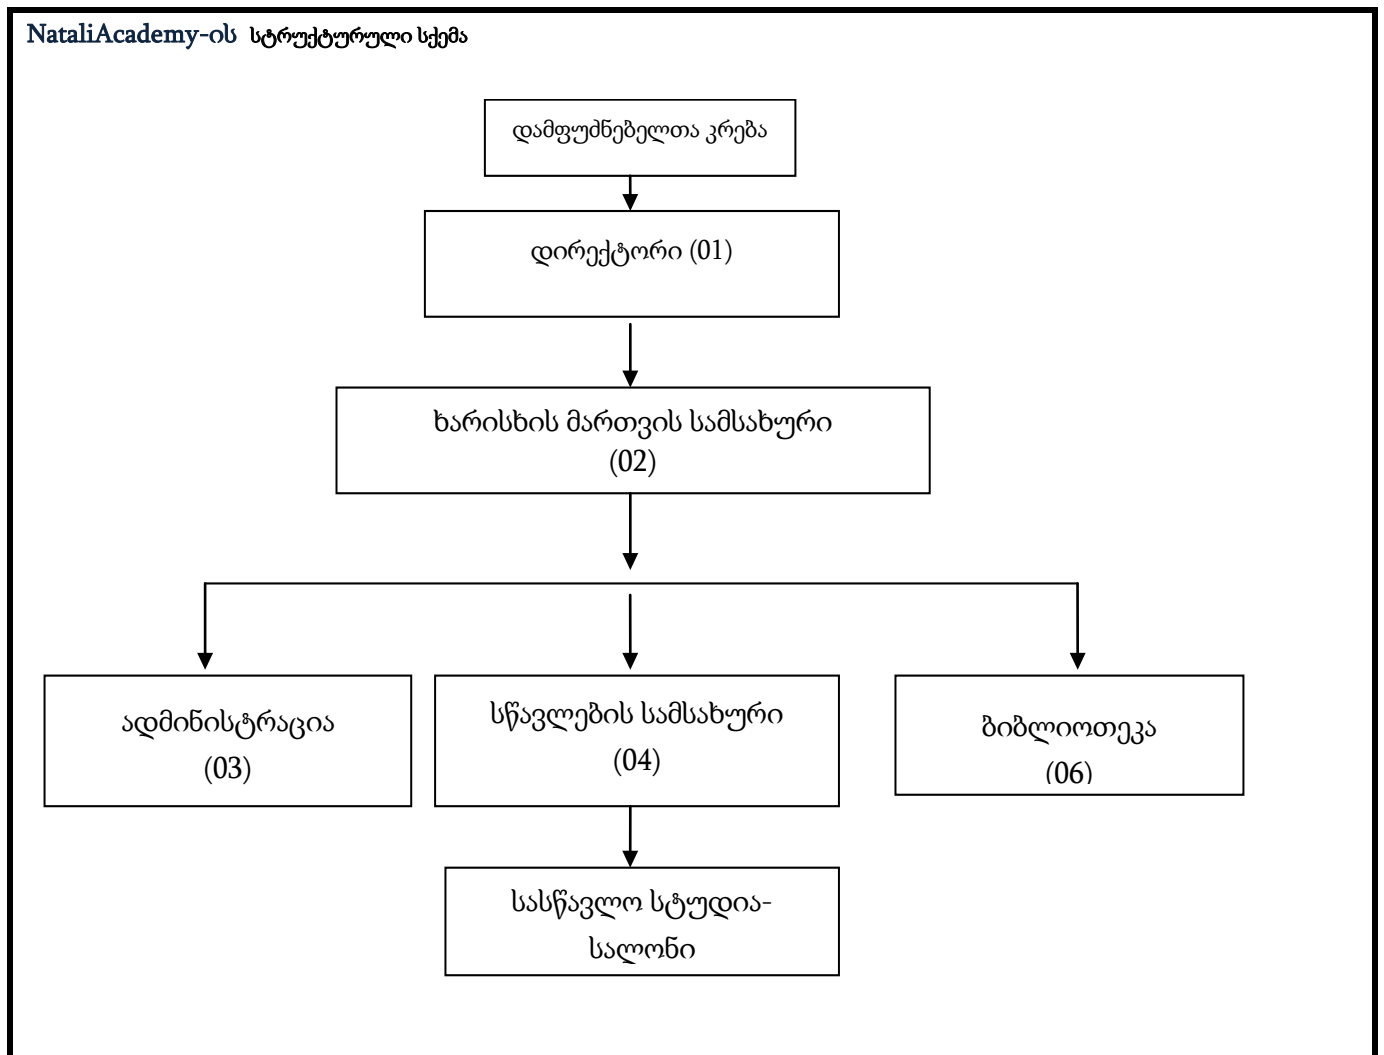 NataliAcademy-ის სტრუქტურული სქემა
დამფუძნებელთა კრება
დირექტორი (01)
ხარისხის მართვის სამსახური
(02)
ადმინისტრაცია
(03)
სწავლების სამსახური
(04)
ბიბლიოთეკა
(06)
სასწავლო სტუდია-
სალონი